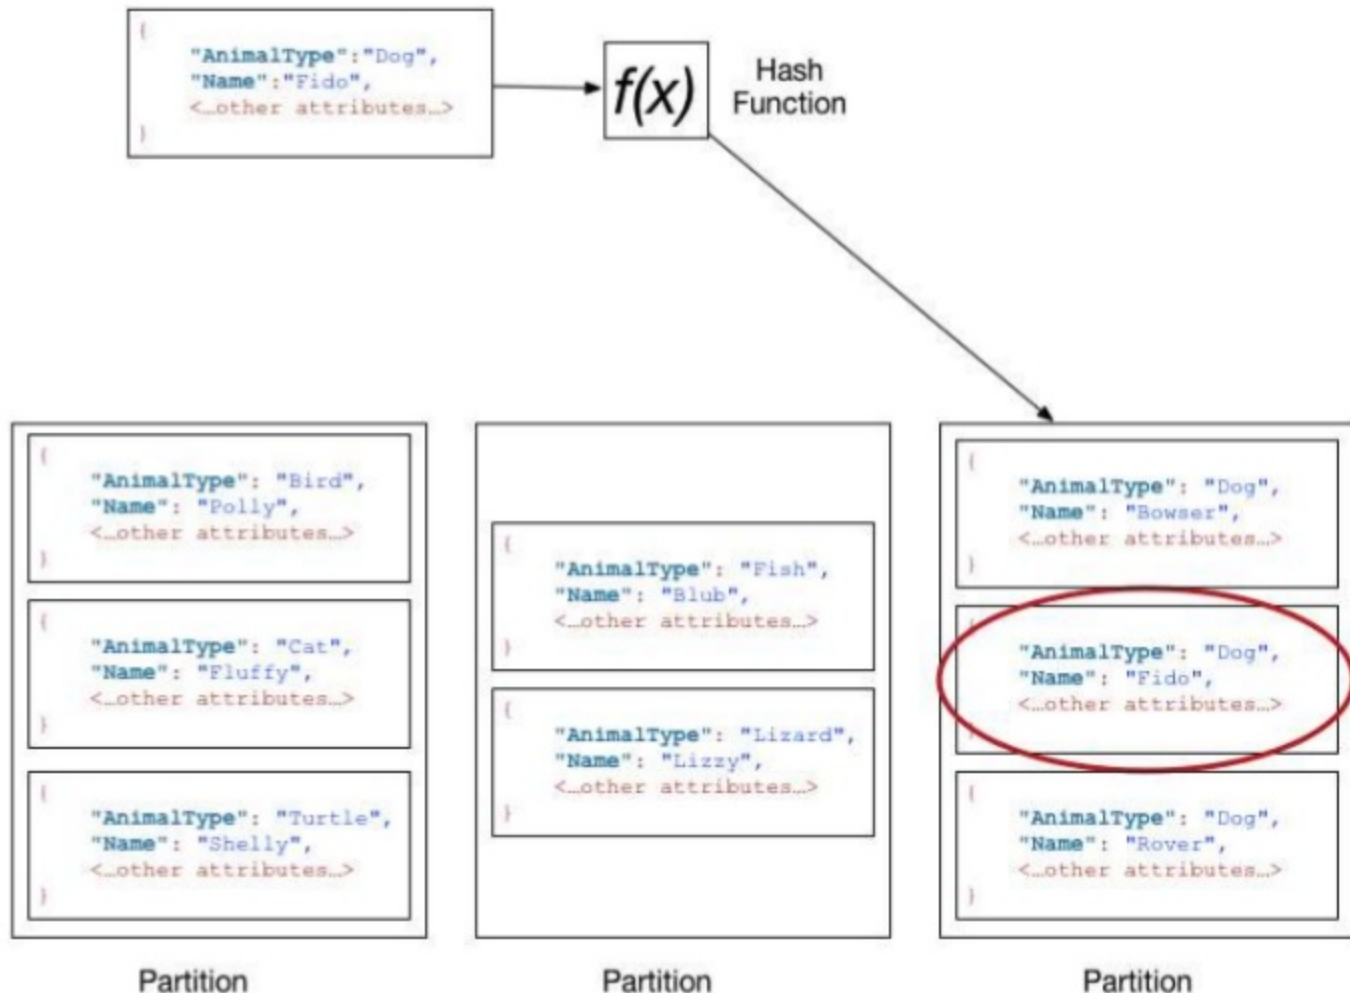 {
"AnimalType":"Dog",
"Name":"Fido",
<…other attributes…>
}
f(x)
Hash
Function
{
"AnimalType": "Bird",
"Name": "Polly",
<…other attributes…>
}
{
"AnimalType": "Cat",
"Name": "Fluffy",
<…other attributes…>
}
{
"AnimalType": "Turtle",
"Name": "Shelly",
<…other attributes…>
}
Partition
{
"AnimalType": "Fish",
"Name": "Blub",
<…other attributes…>
}
{
"AnimalType": "Lizard",
"Name": "Lizzy",
<…other attributes…>
}
Partition
{
"AnimalType": "Dog",
"Name": "Bowser",
<…other attributes…>
}
{
"AnimalType": "Dog",
"Name": "Fido",
<…other attributes…>
}
{
"AnimalType": "Dog",
"Name": "Rover",
<…other attributes…>
}
Partition